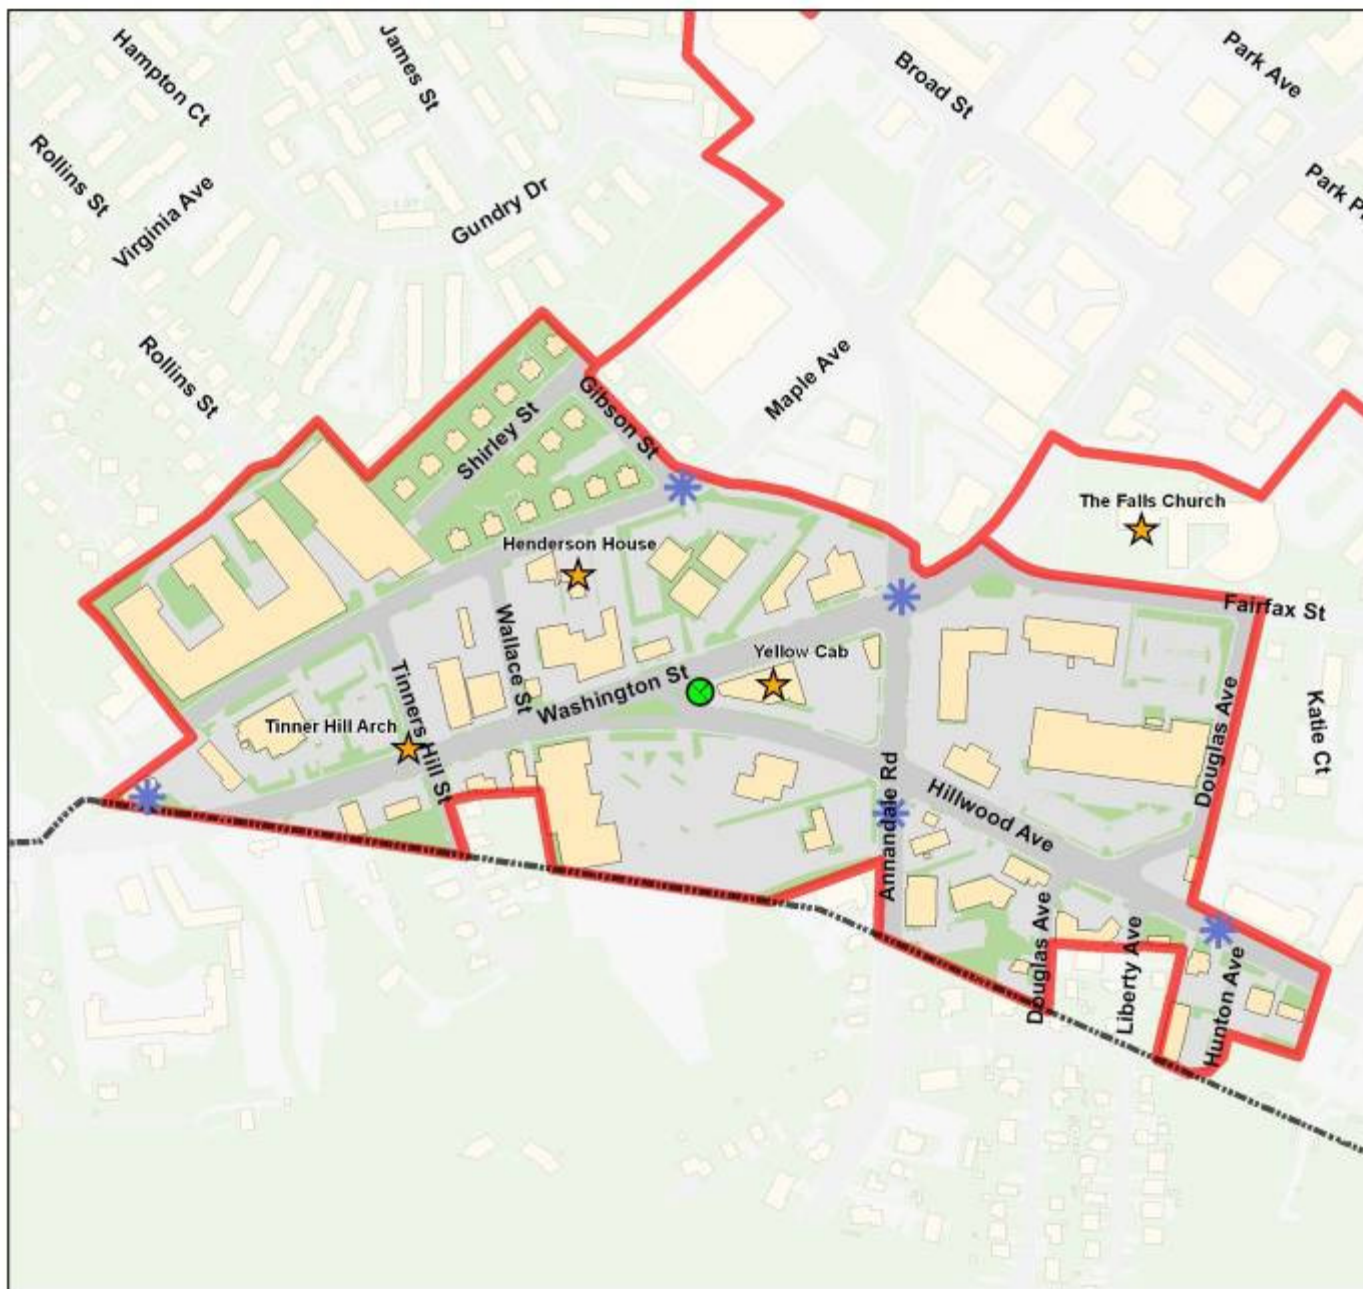 Hampton Ct
James St
Broad St
Park Ave
Rollins St
Virginia Ave
Gundry Dr
Park P
Rollins St
Maple Ave
Shirley St
Gibson St
The Falls Church
Henderson House
Fairfax St
Wallace St
Yellow Cab
Washington St
Tinners Hill St
Tinner Hill Arch
Katie Ct
Douglas Ave
Annandale Rd
Hillwood Ave
Douglas Ave
Liberty Ave
Hunton Ave